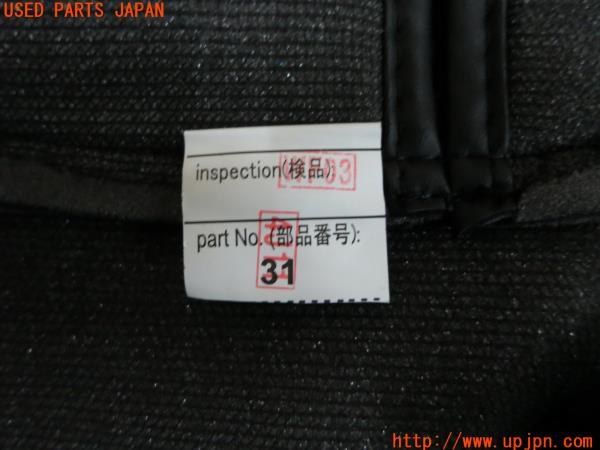 USED PARTS JAPAN
inspection(検品):
part No.(部品番号):
31
http://www.upjpn.com